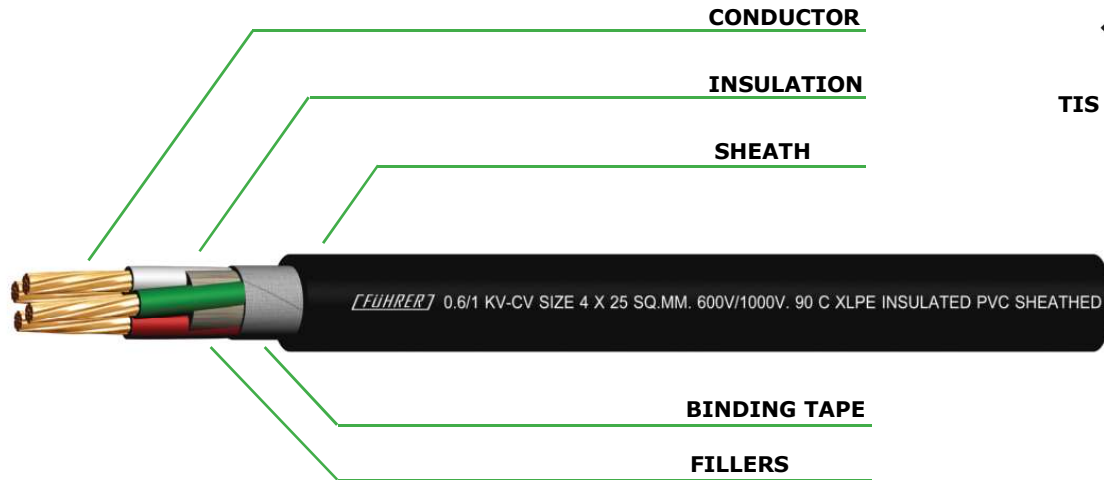 CONDUCTOR
INSULATION
TIS
SHEATH
FÜHRER 0.6/1 KV-CV SIZE 4 X 25 SQ.MM. 600V/1000V. 90 C XLPE INSULATED PVC SHEATHED
BINDING TAPE
FILLERS